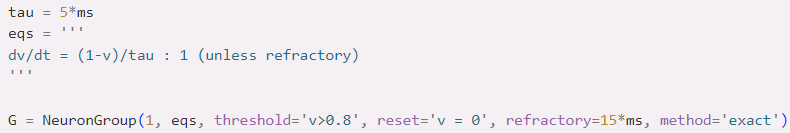 tau = 5*ms
eqs = '''
dv/dt = (1-v)/tau : 1 (unless refractory)
'''
G = NeuronGroup(1, eqs, threshold='v>0.8', reset='v = 0', refractory=15*ms, method='exact')